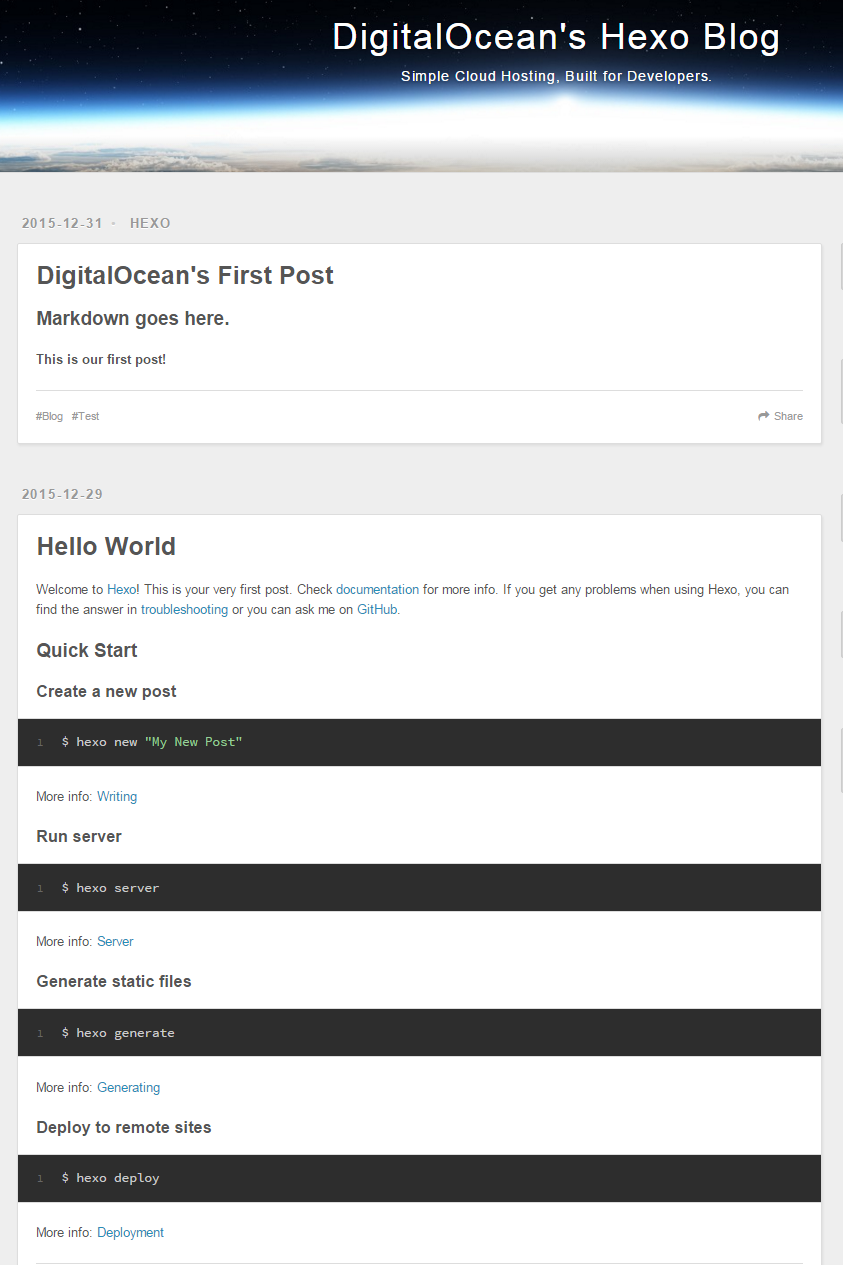 DigitalOcean's Hexo Blog
Simple Cloud Hosting, Built for Developers.
2015-12-31 • HEXO
DigitalOcean's First Post
Markdown goes here.
This is our first post!
#Blog #Test Share
2015-12-29
Hello World
Welcome to Hexo! This is your very first post. Check documentation for more info. If you get any problems when using Hexo, you can
find the answer in troubleshooting or you can ask me on GitHub.
Quick Start
Create a new post
1 $ hexo new "My New Post"
More info: Writing
Run server
1 $ hexo server
More info: Server
Generate static files
1 $ hexo generate
More info: Generating
Deploy to remote sites
1 $ hexo deploy
More info: Deployment